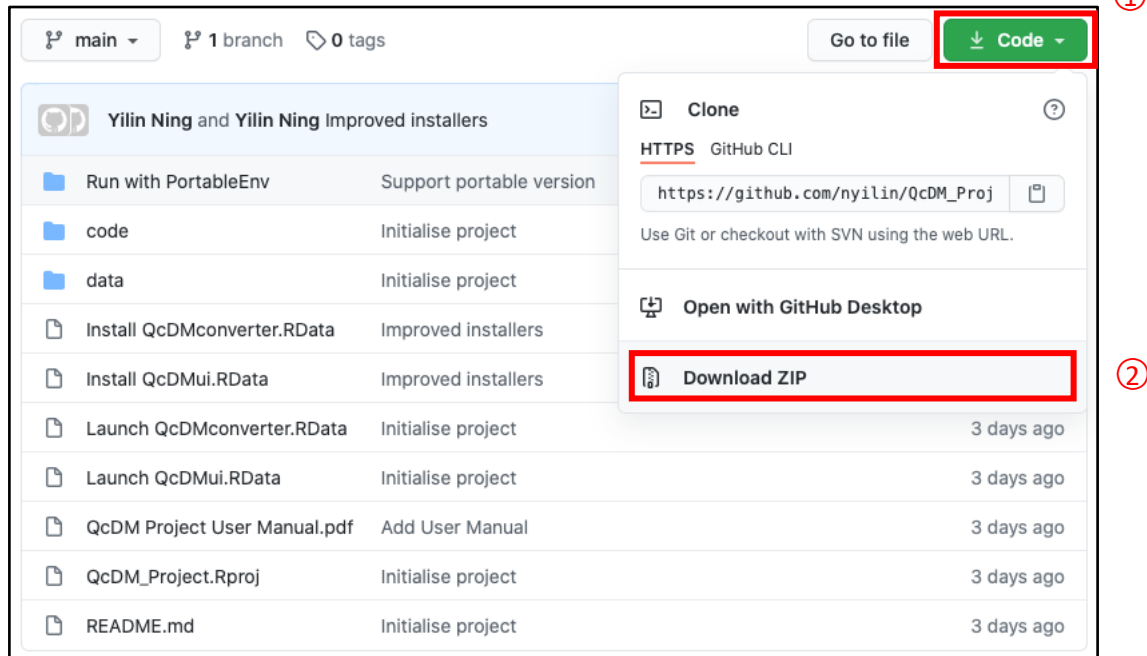 ①
main 1 branch 0 tags Go to file Code
Clone
Yilin Ning and Yilin Ning Improved installers
HTTPS GitHub CLI
Run with PortableEnv Support portable version
https://github.com/nyilin/QcDM_Proj
code Initialise project
Use Git or checkout with SVN using the web URL.
data Initialise project
Open with GitHub Desktop
Install QcDMconverter.RData Improved installers
Install QcDMui.RData Improved installers
Download ZIP
②
Launch QcDMconverter.RData Initialise project 3 days ago
Launch QcDMui.RData Initialise project 3 days ago
QcDM Project User Manual.pdf Add User Manual 3 days ago
QcDM_Project.Rproj Initialise project 3 days ago
README.md Initialise project 3 days ago